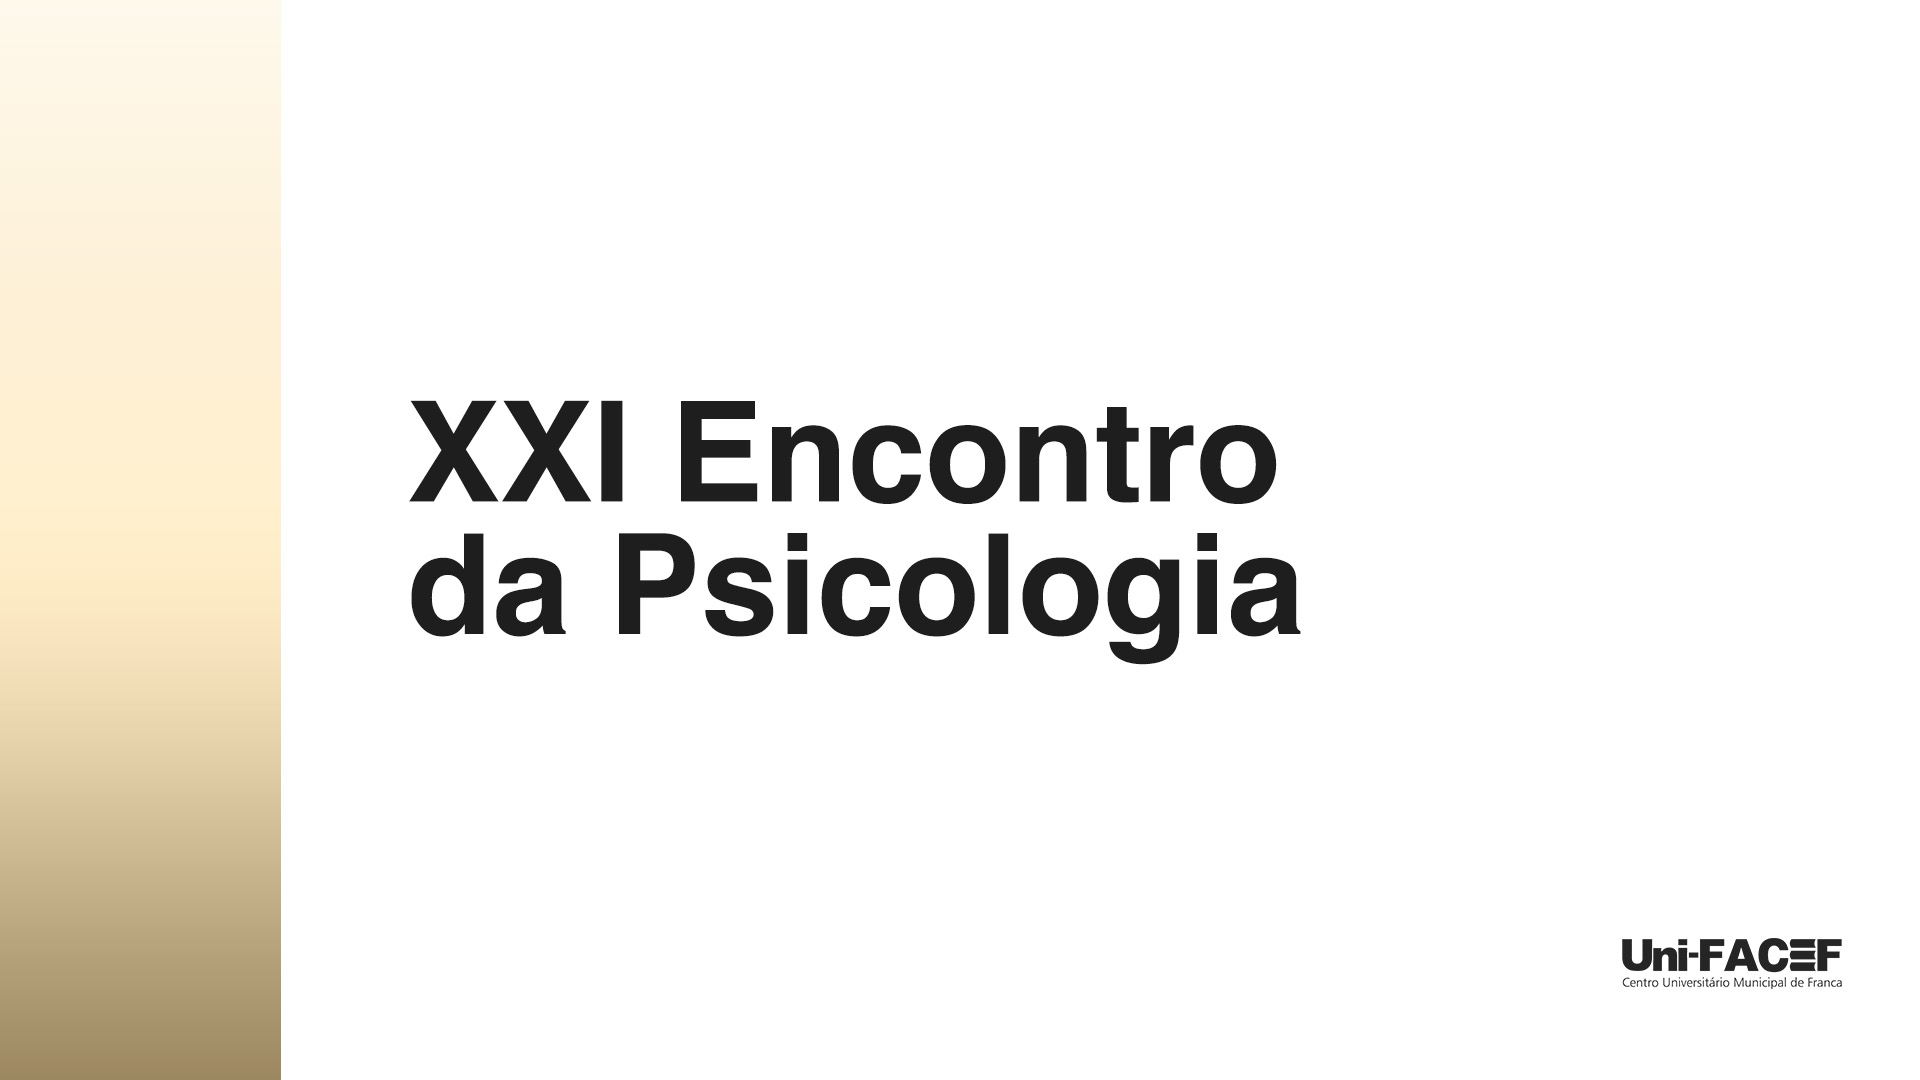 XXI Encontro
da Psicologia
Uni-FACEF
Centro Universitário Municipal de Franca